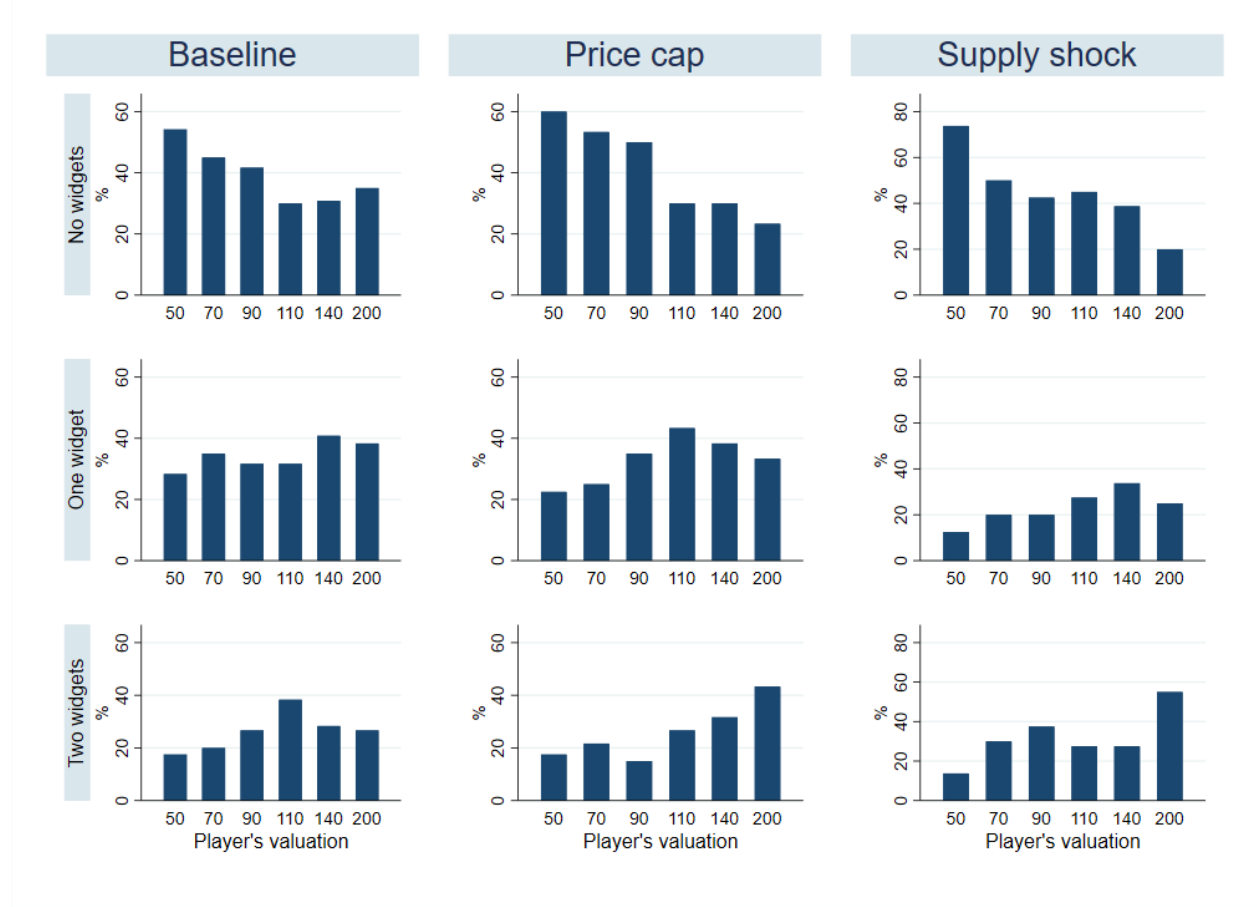 Baseline
Price cap
Supply shock
No widgets
%
0 20 40 60
50 70 90 110 140 200
%
0 20 40 60
50 70 90 110 140 200
%
0 20 40 60 80
50 70 90 110 140 200
One widget
%
0 20 40 60
50 70 90 110 140 200
%
0 20 40 60
50 70 90 110 140 200
%
0 20 40 60 80
50 70 90 110 140 200
Two widgets
%
0 20 40 60
50 70 90 110 140 200
Player's valuation
%
0 20 40 60
50 70 90 110 140 200
Player's valuation
%
0 20 40 60 80
50 70 90 110 140 200
Player's valuation